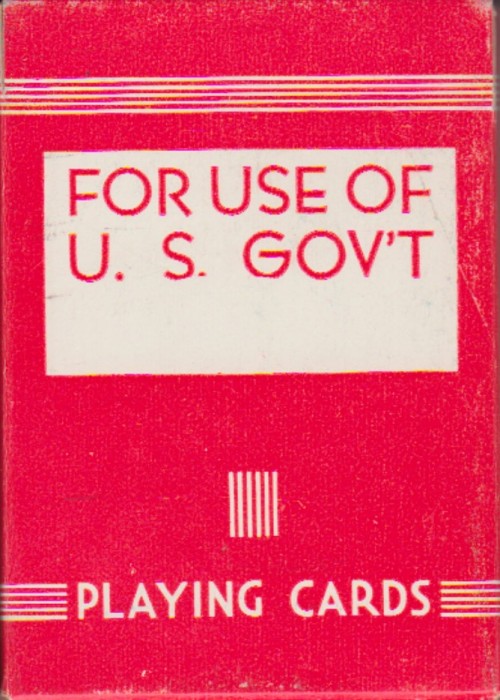 FOR USE OF
U. S. GOV'T
PLAYING CARDS